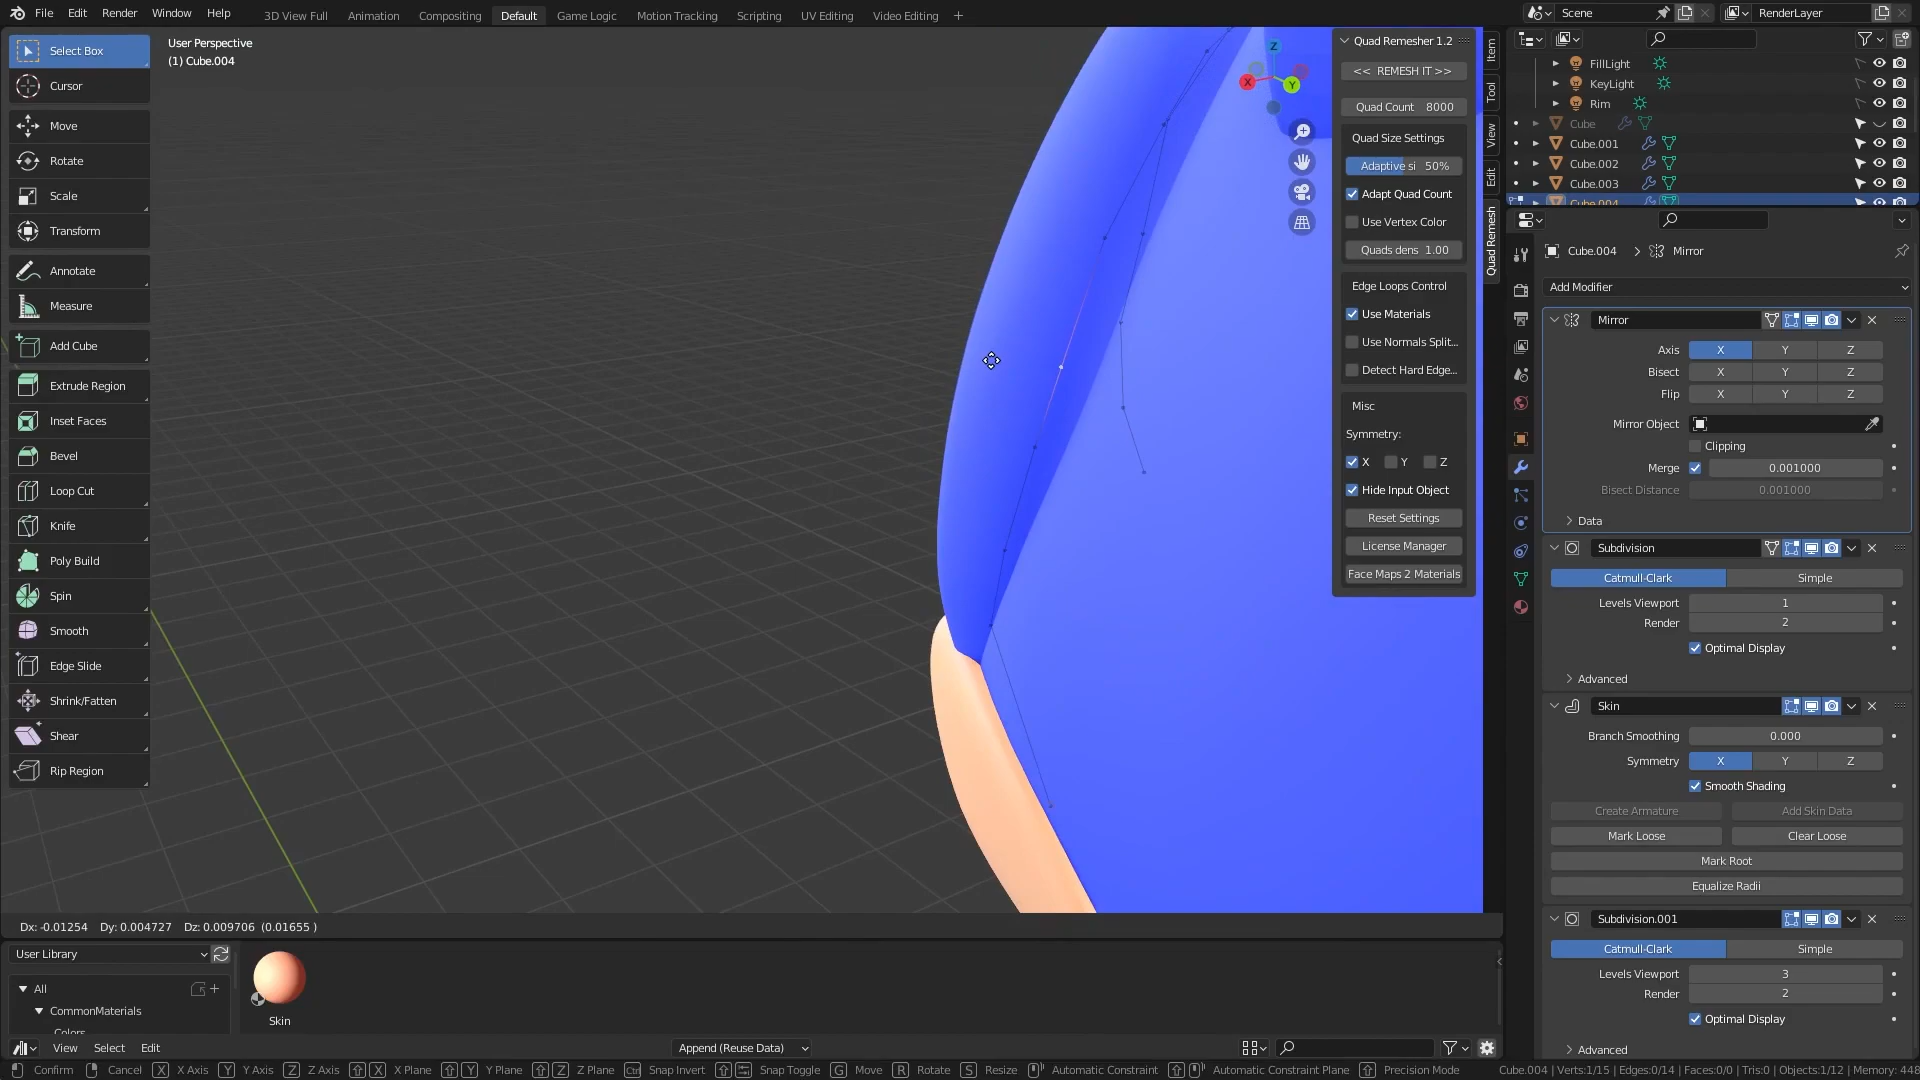 File Edit Render Window Help
3D View Full Animation Compositing Default Game Logic Motion Tracking Scripting UV Editing Video Editing +
Scene
RenderLayer
User Perspective
(1) Cube.004
Select Box
Cursor
Move
Rotate
Scale
Transform
Annotate
Measure
Add Cube
Extrude Region
Inset Faces
Bevel
Loop Cut
Knife
Poly Build
Spin
Smooth
Edge Slide
Shrink/Fatten
Shear
Rip Region
Z
X
Y
Quad Remesher 1.2
<< REMESH IT >>
Quad Count 8000
Quad Size Settings
Adaptive si 50%
Adapt Quad Count
Use Vertex Color
Quads dens 1.00
Edge Loops Control
Use Materials
Use Normals Split...
Detect Hard Edge...
Misc
Symmetry:
X Y Z
Hide Input Object
Reset Settings
License Manager
Face Maps 2 Materials
Item
Tool
View
Edit
Quad Remesh
FillLight
KeyLight
Rim
Cube
Cube.001
Cube.002
Cube.003
Cube.004
Cube.004 > Mirror
Add Modifier
Mirror
Axis X Y Z
Bisect X Y Z
Flip X Y Z
Mirror Object
Clipping
Merge 0.001000
Bisect Distance 0.001000
Data
Subdivision
Catmull-Clark Simple
Levels Viewport 1
Render 2
Optimal Display
Advanced
Skin
Branch Smoothing 0.000
Symmetry X Y Z
Smooth Shading
Create Armature Add Skin Data
Mark Loose Clear Loose
Mark Root
Equalize Radii
Subdivision.001
Catmull-Clark Simple
Levels Viewport 3
Render 2
Optimal Display
Advanced
Dx: -0.01254 Dy: 0.004727 Dz: 0.009706 (0.01655 )
User Library
All
CommonMaterials
Colors
Skin
View Select Edit
Append (Reuse Data)
Confirm Cancel X X Axis Y Y Axis Z Z Axis X X Plane Y Y Plane Z Z Plane Ctrl Snap Invert Snap Toggle G Move R Rotate S Resize Automatic Constraint Automatic Constraint Plane Precision Mode
Cube.004 | Verts:1/15 | Edges:0/14 | Faces:0/0 | Tris:0 | Objects:1/12 | Memory: 448